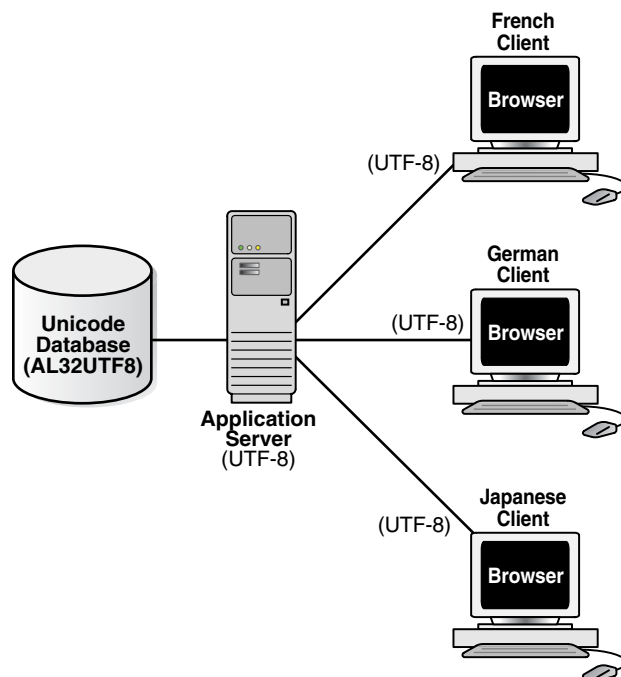 French
Client
Browser
(UTF-8)
German
Client
(UTF-8)
Browser
Unicode
Database
(AL32UTF8)
Application
Server
(UTF-8)
Japanese
Client
(UTF-8)
Browser